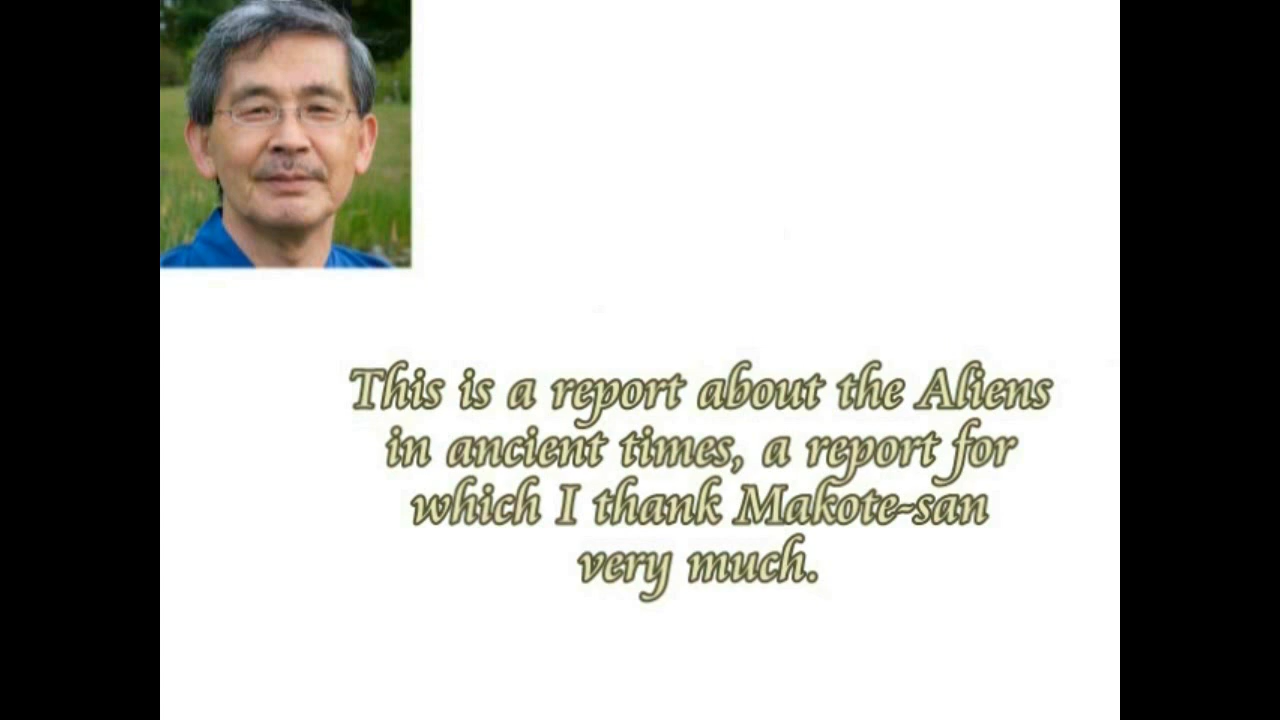 This is a report about the Aliens
in ancient times, a report for
which I thank Makote-san
very much.